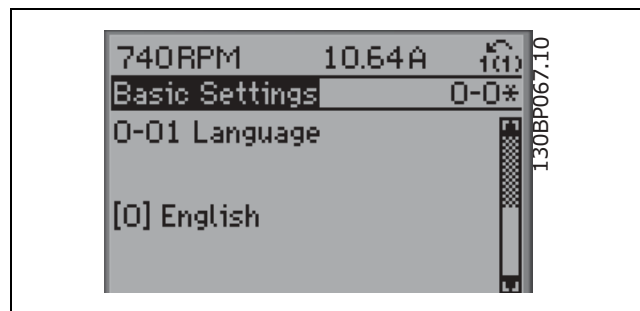 740RPM 10.64A 1(1)
Basic Settings 0-0*
0-01 Language
[0] English
130BP067.10